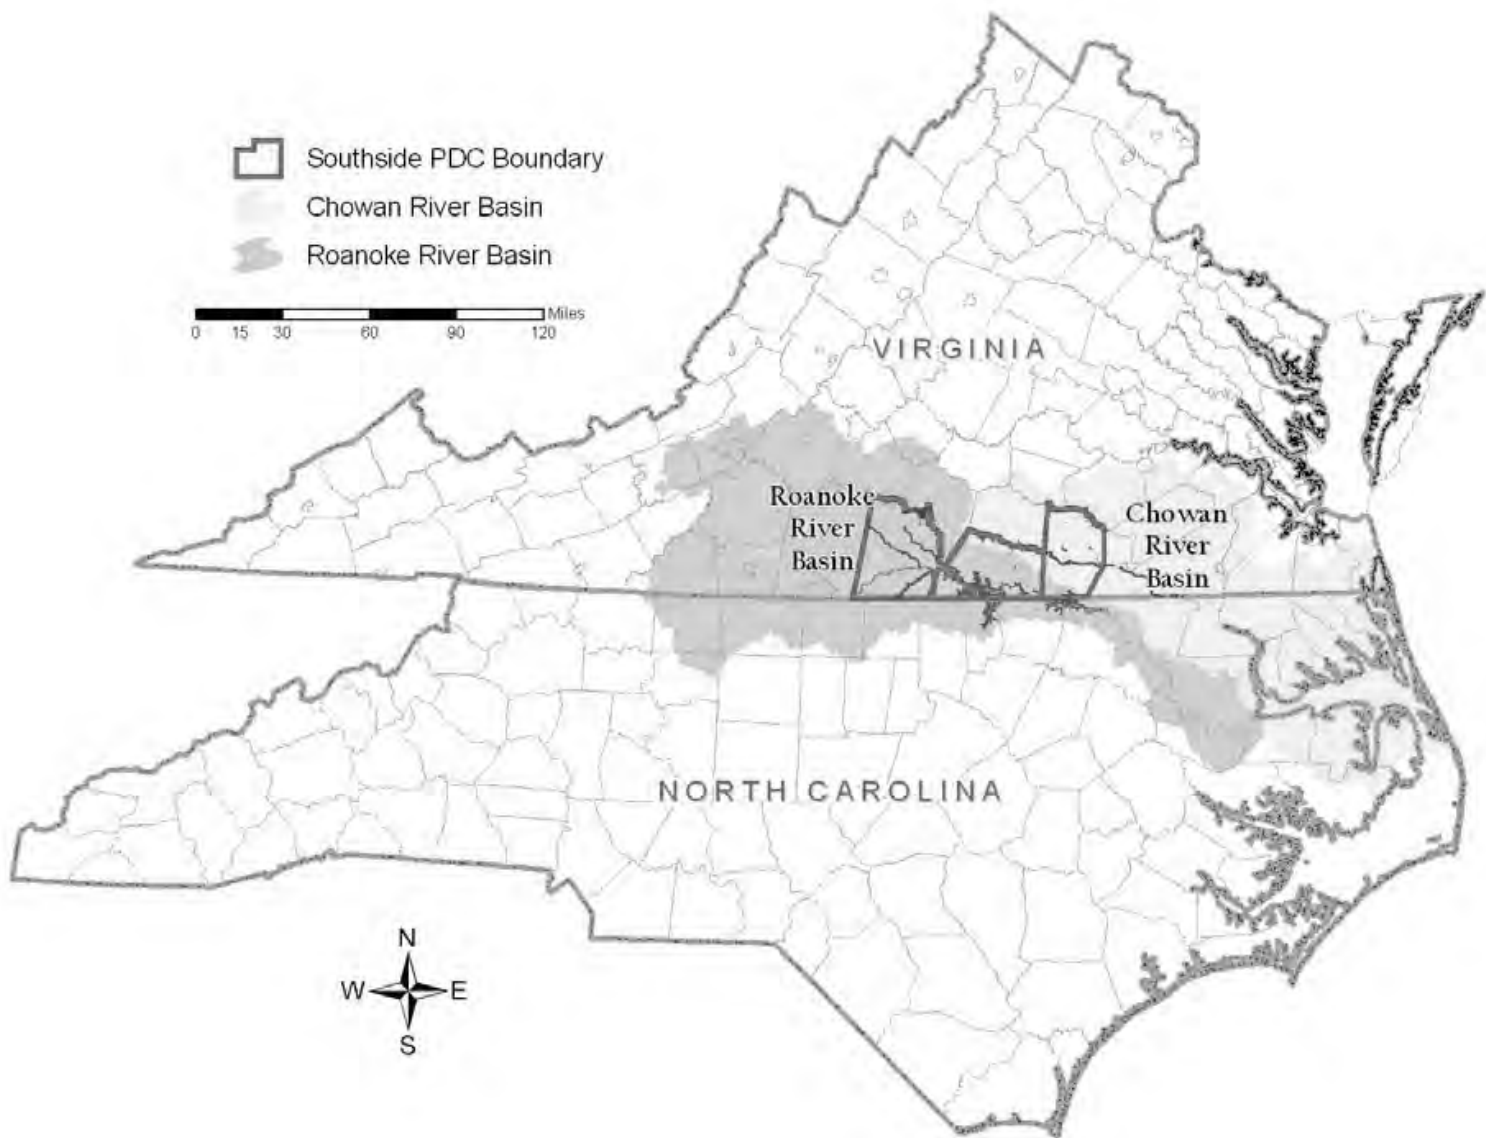 Southside PDC Boundary
Chowan River Basin
Roanoke River Basin
Miles
0 15 30 60 90 120
VIRGINIA
Roanoke
River
Basin
Chowan
River
Basin
NORTH CAROLINA
N
W E
S